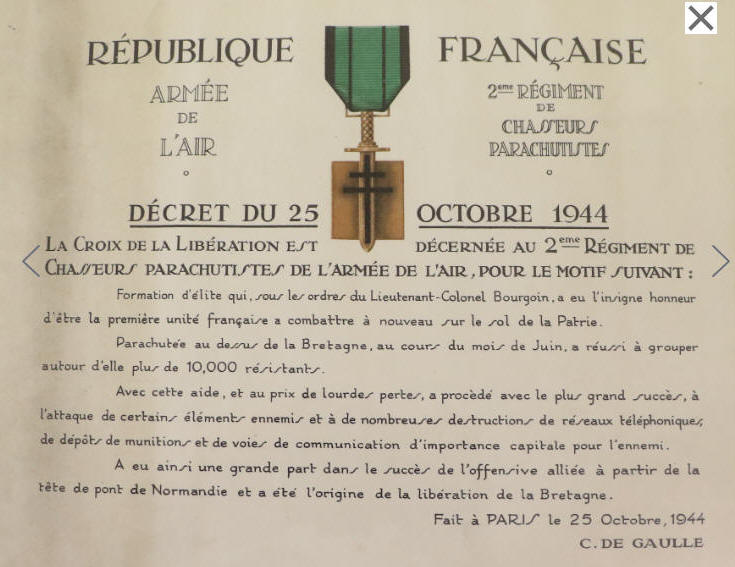 RÉPUBLIQUE FRANÇAISE
ARMÉE
DE
L'AIR
2eme RÉGIMENT
DE
CHASSEURS
PARACHUTISTES
DÉCRET DU 25 OCTOBRE 1944
LA CROIX DE LA LIBÉRATION EST DÉCERNÉE AU 2eme RÉGIMENT DE
CHASSEURS PARACHUTISTES DE L'ARMÉE DE L'AIR, POUR LE MOTIF SUIVANT :
Formation d'élite qui, sous les ordres du Lieutenant-Colonel Bourgoin, a eu l'insigne honneur
d'être la première unité française a combattre à nouveau sur le sol de la Patrie.
Parachutée au dessus de la Bretagne, au cours du mois de Juin, a réussi à grouper
autour d'elle plus de 10,000 résistants.
Avec cette aide, et au prix de lourdes pertes, a procèdé avec le plus grand succès, à
l'attaque de certains éléments ennemis et à de nombreuses destructions de réseaux téléphoniques,
de dépôts de munitions et de voies de communication d'importance capitale pour l'ennemi.
A eu ainsi une grande part dans le succès de l'offensive alliée à partir de la
tête de pont de Normandie et a été l'origine de la libération de la Bretagne.
Fait à PARIS le 25 Octobre, 1944
C. DE GAULLE